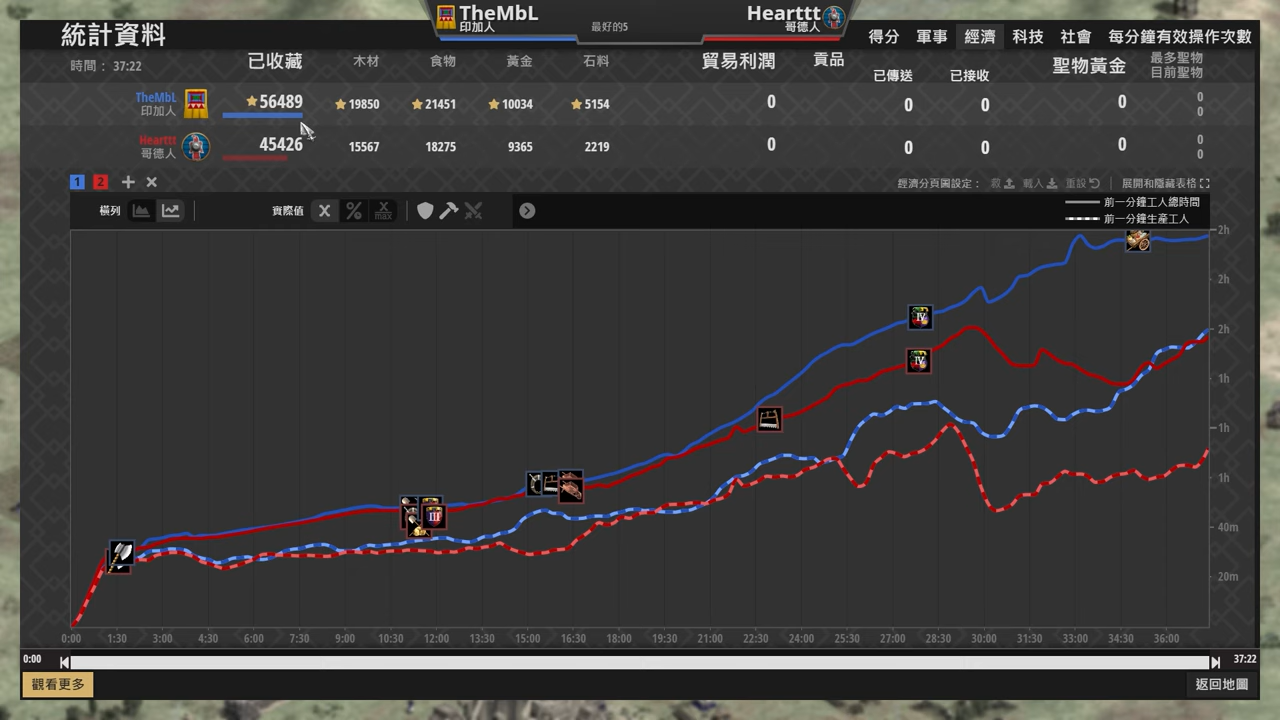 TheMbL
印加人
最好的5
Hearttt
哥德人
統計資料
得分 軍事 經濟 科技 社會 每分鐘有效操作次數
時間： 37:22
已收藏 木材 食物 黃金 石料 貿易利潤 貢品 聖物黃金 最多聖物
目前聖物
已傳送 已接收
TheMbL
印加人
56489 19850 21451 10034 5154 0 0 0 0 0
0
Hearttt
哥德人
45426 15567 18275 9365 2219 0 0 0 0 0
0
1 2
經濟分頁圖設定： 載入 重設 展開和隱藏表格
橫列 實際值 X % X
max
前一分鐘工人總時間
前一分鐘生產工人
2h
2h
2h
1h
1h
1h
40m
20m
IV
IV
III
0:00 1:30 3:00 4:30 6:00 7:30 9:00 10:30 12:00 13:30 15:00 16:30 18:00 19:30 21:00 22:30 24:00 25:30 27:00 28:30 30:00 31:30 33:00 34:30 36:00
0:00 37:22
觀看更多 返回地圖